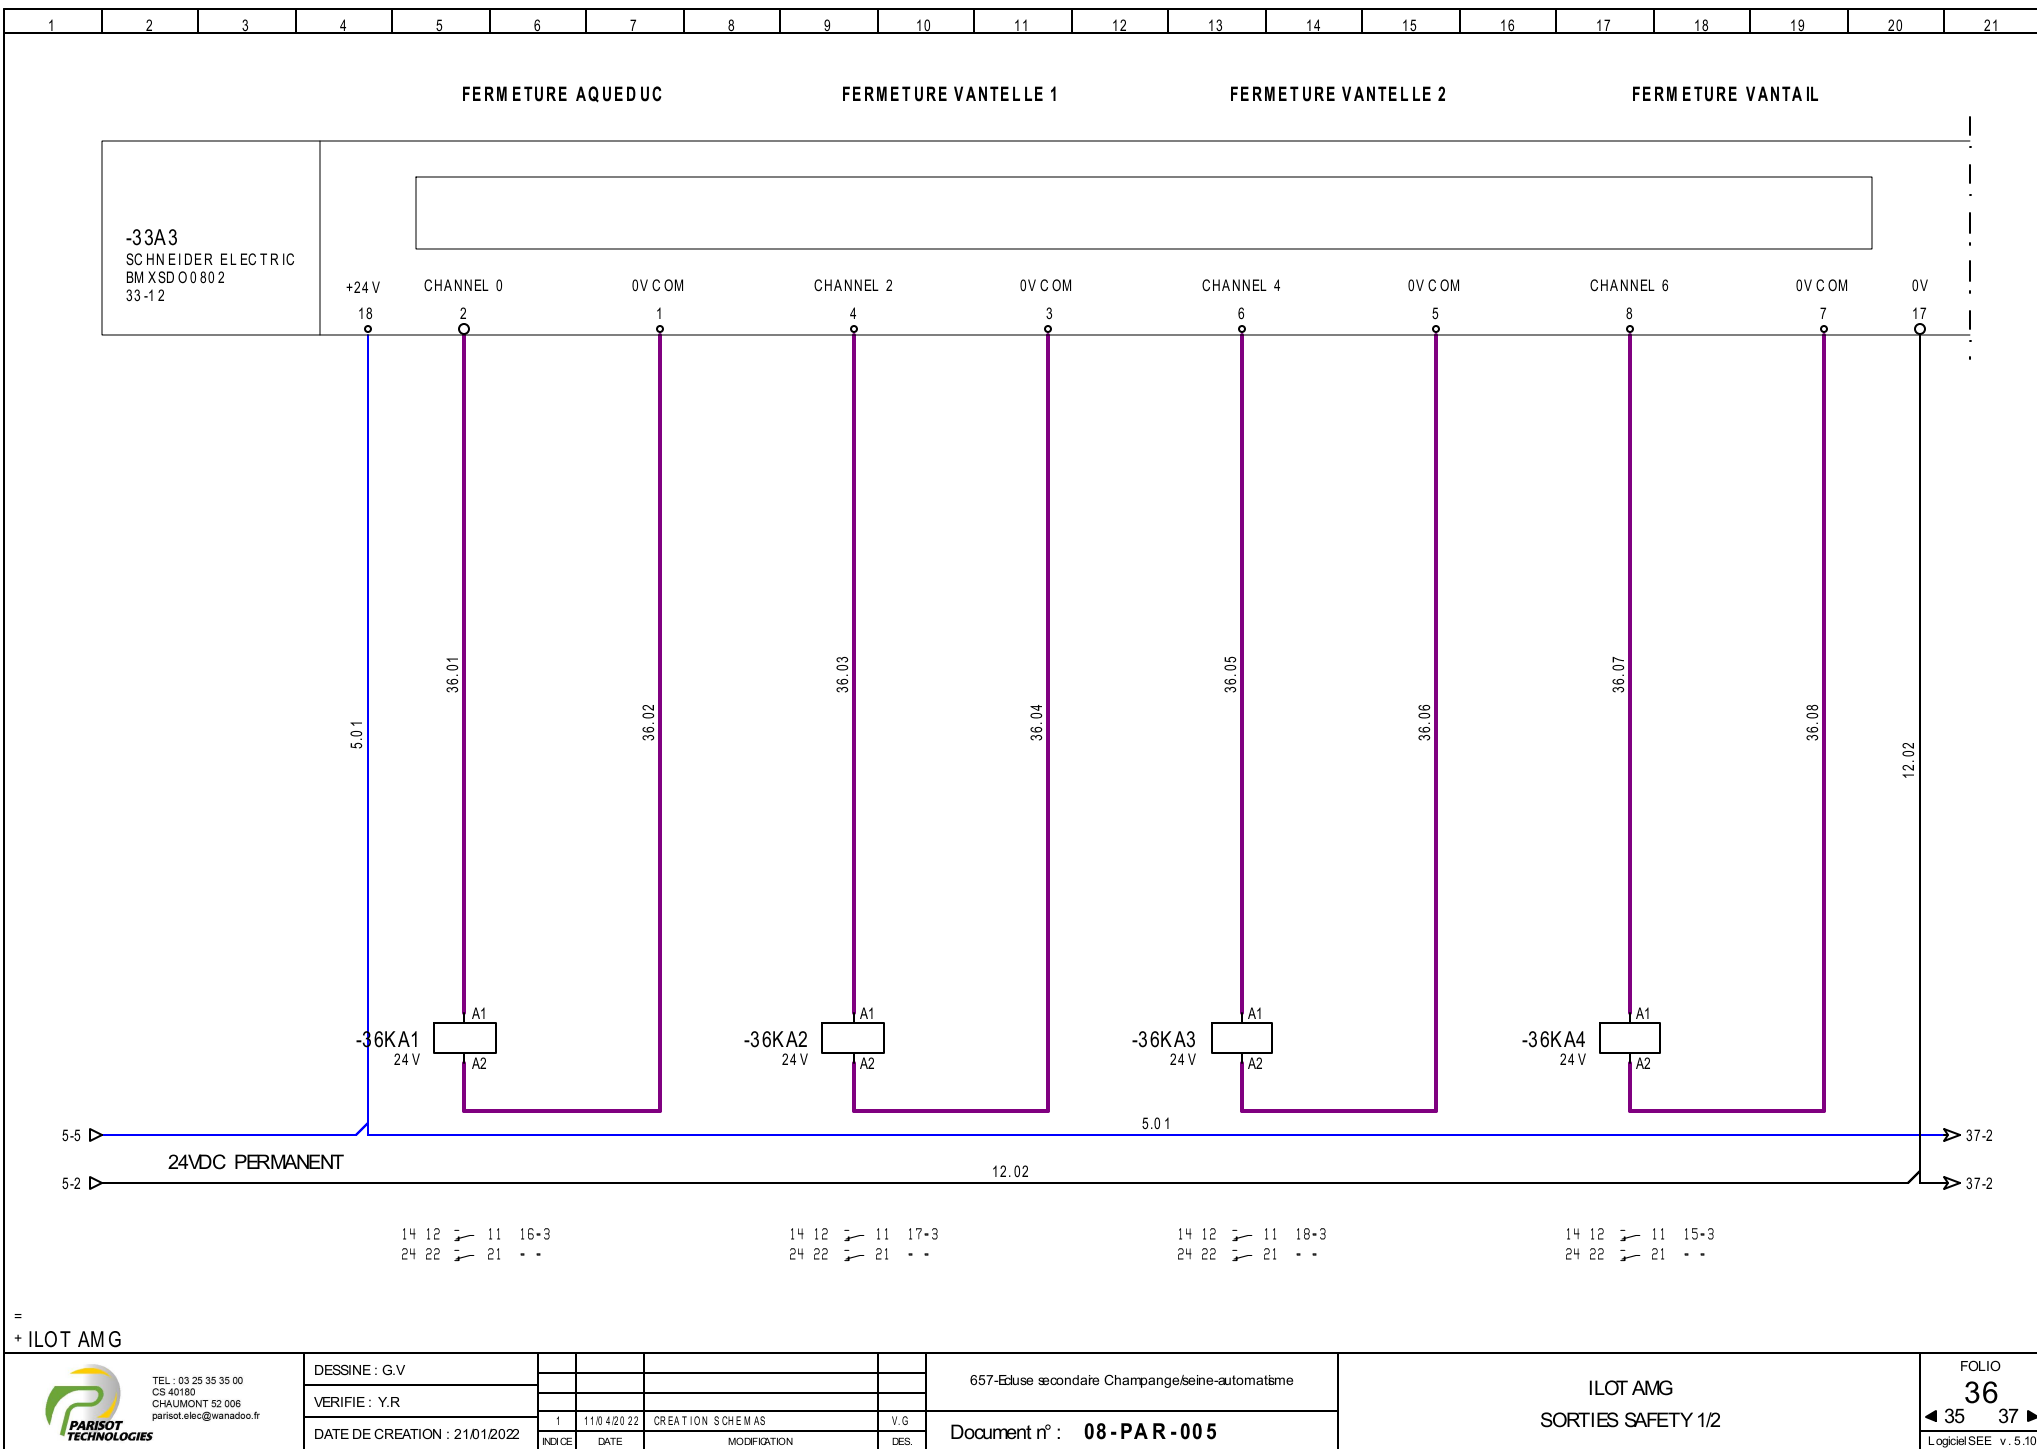 1 2 3 4 5 6 7 8 9 10 11 12 13 14 15 16 17 18 19 20 21
FERMETURE AQUEDUC FERMETURE VANTELLE 1 FERMETURE VANTELLE 2 FERMETURE VANTAIL
-33A3
SCHNEIDER ELECTRIC
BMXSDO0802
33-12
+24V CHANNEL 0 0V COM CHANNEL 2 0V COM CHANNEL 4 0V COM CHANNEL 6 0V COM 0V
18 2 1 4 3 6 5 8 7 17
5.01 36.01 36.02 36.03 36.04 36.05 36.06 36.07 36.08 12.02
A1 A1 A1 A1
-36KA1 -36KA2 -36KA3 -36KA4
24V 24V 24V 24V
A2 A2 A2 A2
5.01
5-5 37-2
24VDC PERMANENT
12.02
5-2 37-2
14 12 11 16-3 14 12 11 17-3 14 12 11 18-3 14 12 11 15-3
24 22 21 - - 24 22 21 - - 24 22 21 - - 24 22 21 - -
=
+ ILOT AMG
PARISOT
TECHNOLOGIES
TEL : 03 25 35 35 00
CS 40180
CHAUMONT 52 006
parisot.elec@wanadoo.fr
DESSINE : G.V
VERIFIE : Y.R
DATE DE CREATION : 21/01/2022
1 11/04/2022 CREATION SCHEMAS V.G
INDICE DATE MODIFICATION DES.
657-Ecluse secondaire Champange/seine-automatisme
Document n° : 08-PAR-005
ILOT AMG
SORTIES SAFETY 1/2
FOLIO
36
35 37
Logiciel SEE v. 5.10